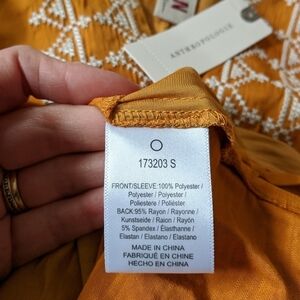 ANTHROPOLOGIE
173203 S
FRONT/SLEEVE:100% Polyester /
Polyester / Polyester /
Poliestere / Poliéster
BACK:95% Rayon / Rayonne /
Kunstseide / Raion / Rayón
5% Spandex / Élasthanne /
Elastan / Elastano / Elastano
MADE IN CHINA
FABRIQUÉ EN CHINE
HECHO EN CHINA